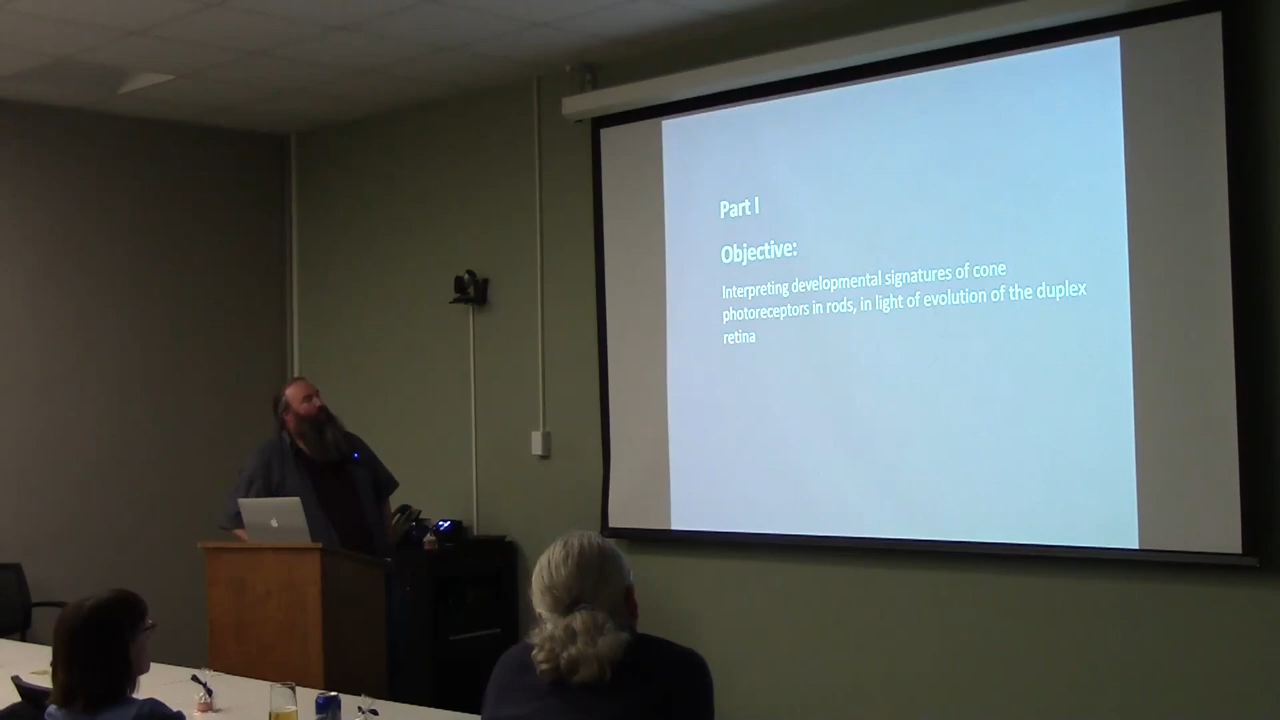 Part I
Objective:
Interpreting developmental signatures of cone
photoreceptors in rods, in light of evolution of the duplex
retina